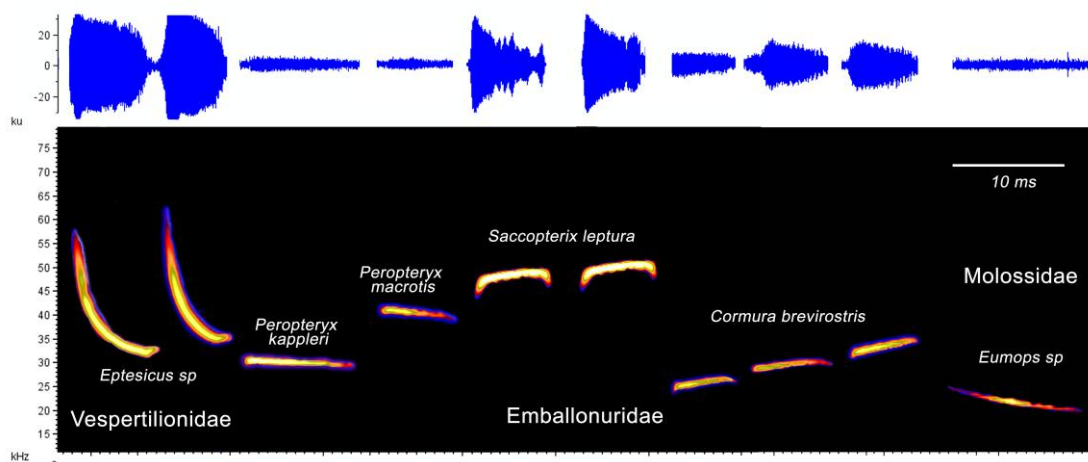 20
0
-20
ku
75
70
65
60
55
50
45
40
35
30
25
20
15
kHz
10 ms
Saccopterix leptura
Peropteryx
macrotis
Molossidae
Peropteryx
kappleri
Cormura brevirostris
Eptesicus sp
Eumops sp
Vespertilionidae
Emballonuridae